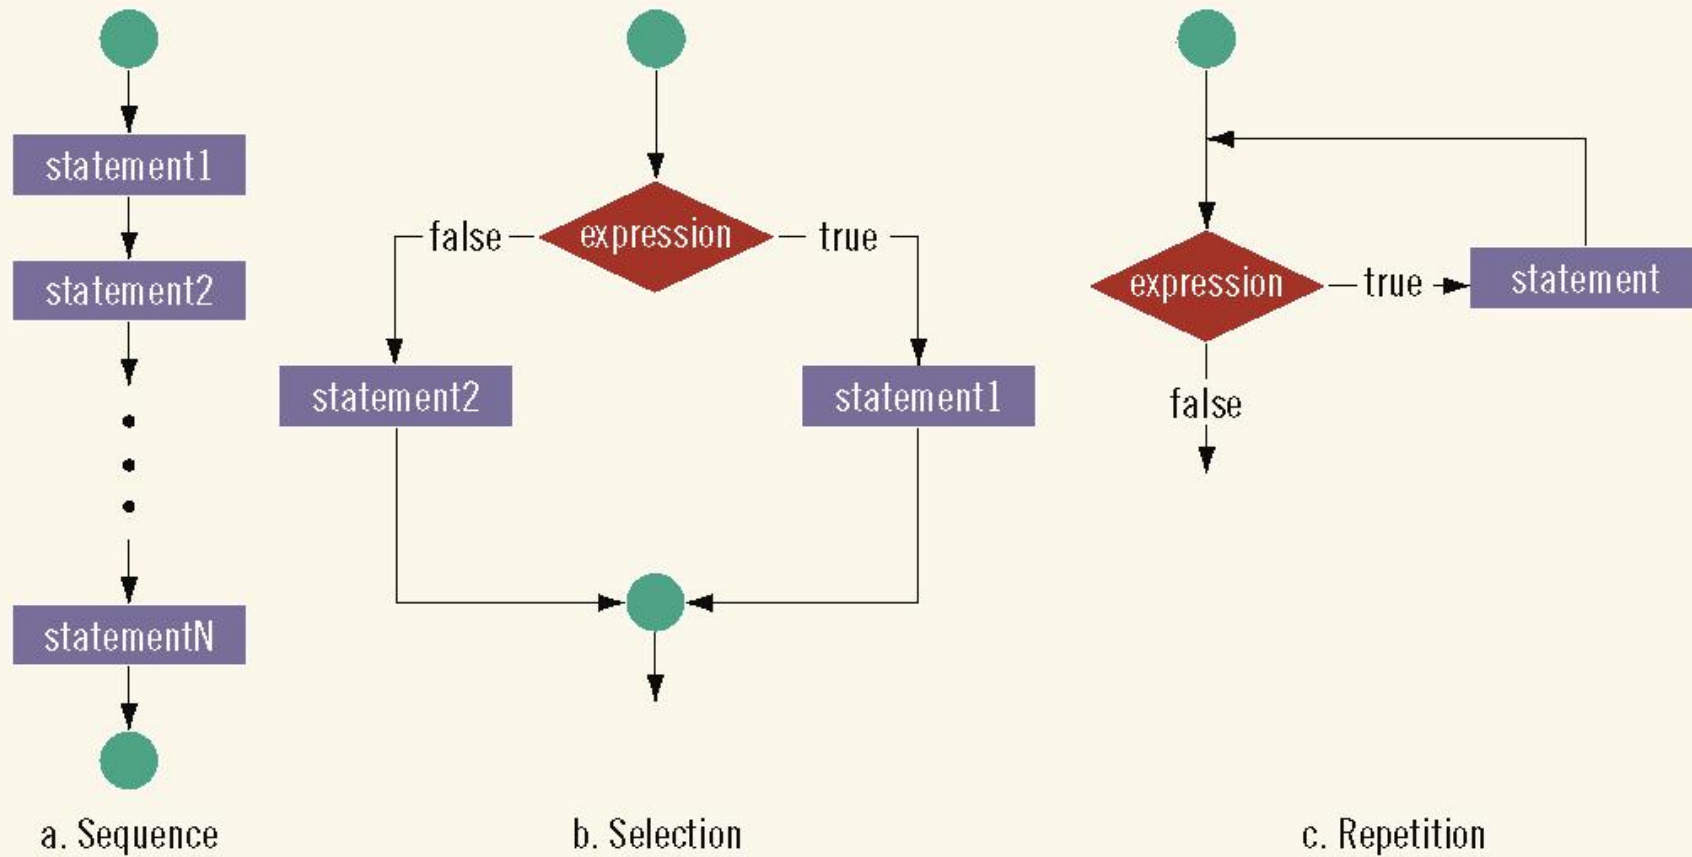 statement1
statement2
statementN
a. Sequence
expression
false
true
statement2
statement1
b. Selection
expression
true
statement
false
c. Repetition